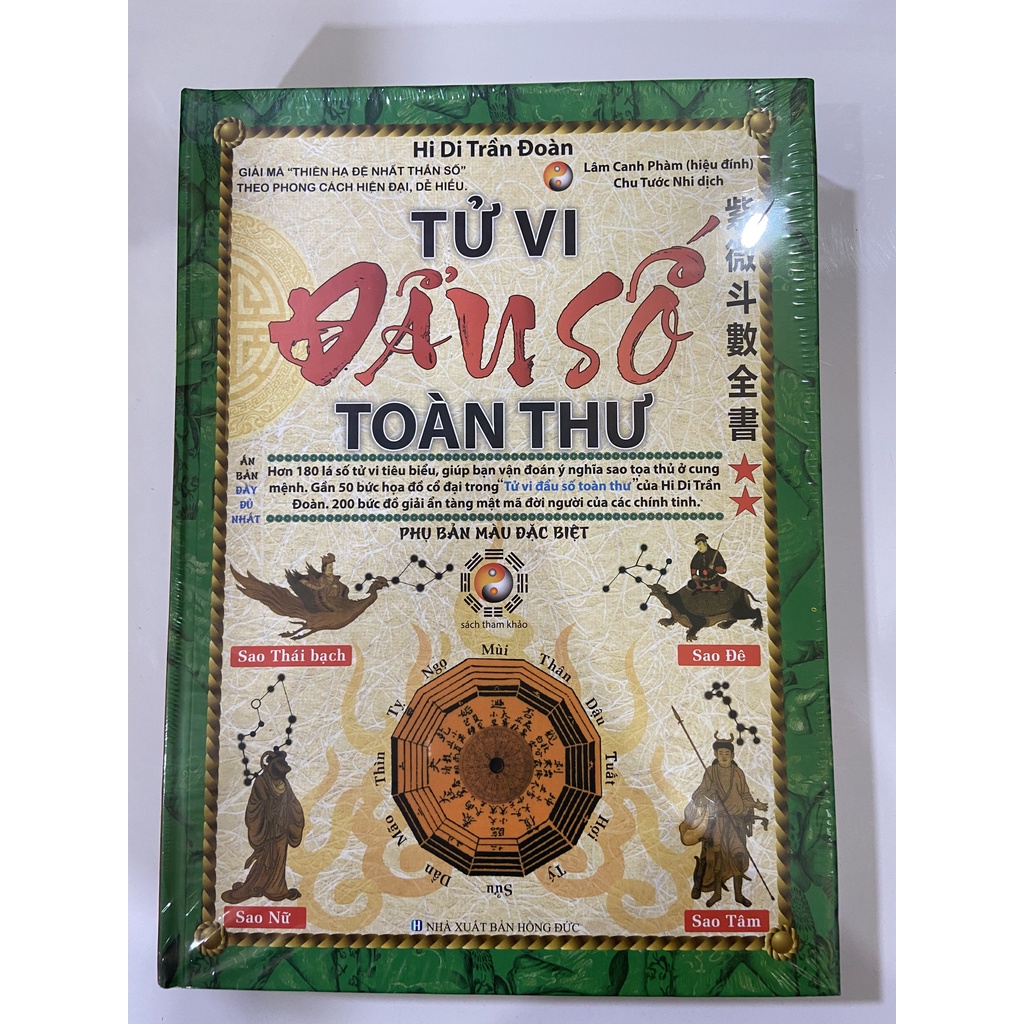 Hi Di Trần Đoàn
GIẢI MÃ "THIÊN HẠ ĐỆ NHẤT THẦN SỐ"
THEO PHONG CÁCH HIỆN ĐẠI, DỄ HIỂU.
Lâm Canh Phàm (hiệu đính)
Chu Tước Nhi dịch
紫微斗數全書
TỬ VI
ĐẨU SỐ
TOÀN THƯ
ẤN
BẢN
ĐẦY
ĐỦ
NHẤT
Hơn 180 lá số tử vi tiêu biểu, giúp bạn vận đoán ý nghĩa sao tọa thủ ở cung
mệnh. Gần 50 bức họa đồ cổ đại trong "Tử vi đẩu số toàn thư" của Hi Di Trần
Đoàn. 200 bức đồ giải ẩn tàng mật mã đời người của các chính tinh.
PHỤ BẢN MÀU ĐẶC BIỆT
sách tham khảo
Sao Thái bạch
Sao Đê
Mùi
Thân
Dậu
Tuất
Hợi
Tý
Sửu
Dần
Mão
Thìn
Tỵ
Ngọ
Sao Nữ
Sao Tâm
H NHÀ XUẤT BẢN HỒNG ĐỨC